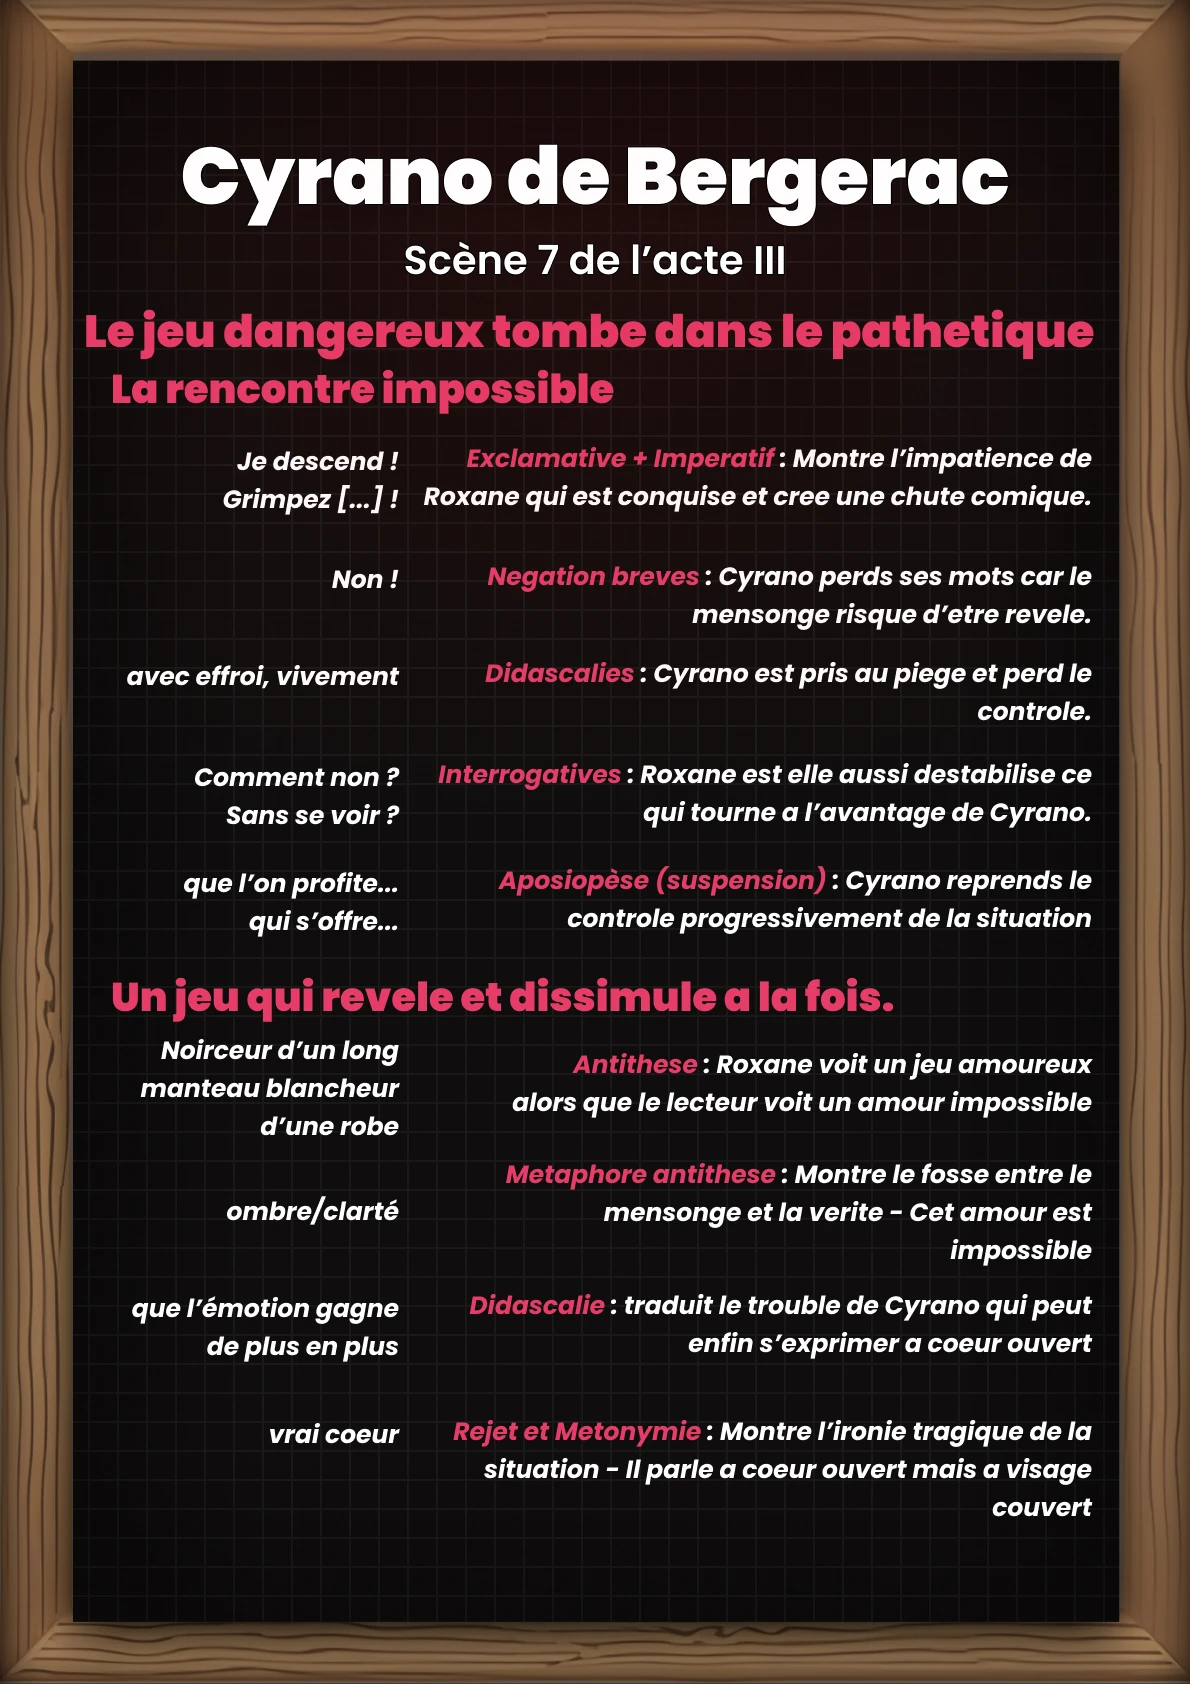 Cyrano de Bergerac
Scène 7 de l’acte III
Le jeu dangereux tombe dans le pathetique
La rencontre impossible
Je descend !
Grimpez [...] !
Exclamative + Imperatif : Montre l’impatience de
Roxane qui est conquise et cree une chute comique.
Non !
Negation breves : Cyrano perds ses mots car le
mensonge risque d’etre revele.
avec effroi, vivement
Didascalies : Cyrano est pris au piege et perd le
controle.
Comment non ?
Sans se voir ?
Interrogatives : Roxane est elle aussi destabilise ce
qui tourne a l’avantage de Cyrano.
que l’on profite...
qui s’offre...
Aposiopèse (suspension) : Cyrano reprends le
controle progressivement de la situation
Un jeu qui revele et dissimule a la fois.
Noirceur d’un long
manteau blancheur
d’une robe
Antithese : Roxane voit un jeu amoureux
alors que le lecteur voit un amour impossible
ombre/clarté
Metaphore antithese : Montre le fosse entre le
mensonge et la verite - Cet amour est
impossible
que l’émotion gagne
de plus en plus
Didascalie : traduit le trouble de Cyrano qui peut
enfin s’exprimer a coeur ouvert
vrai coeur
Rejet et Metonymie : Montre l’ironie tragique de la
situation - Il parle a coeur ouvert mais a visage
couvert